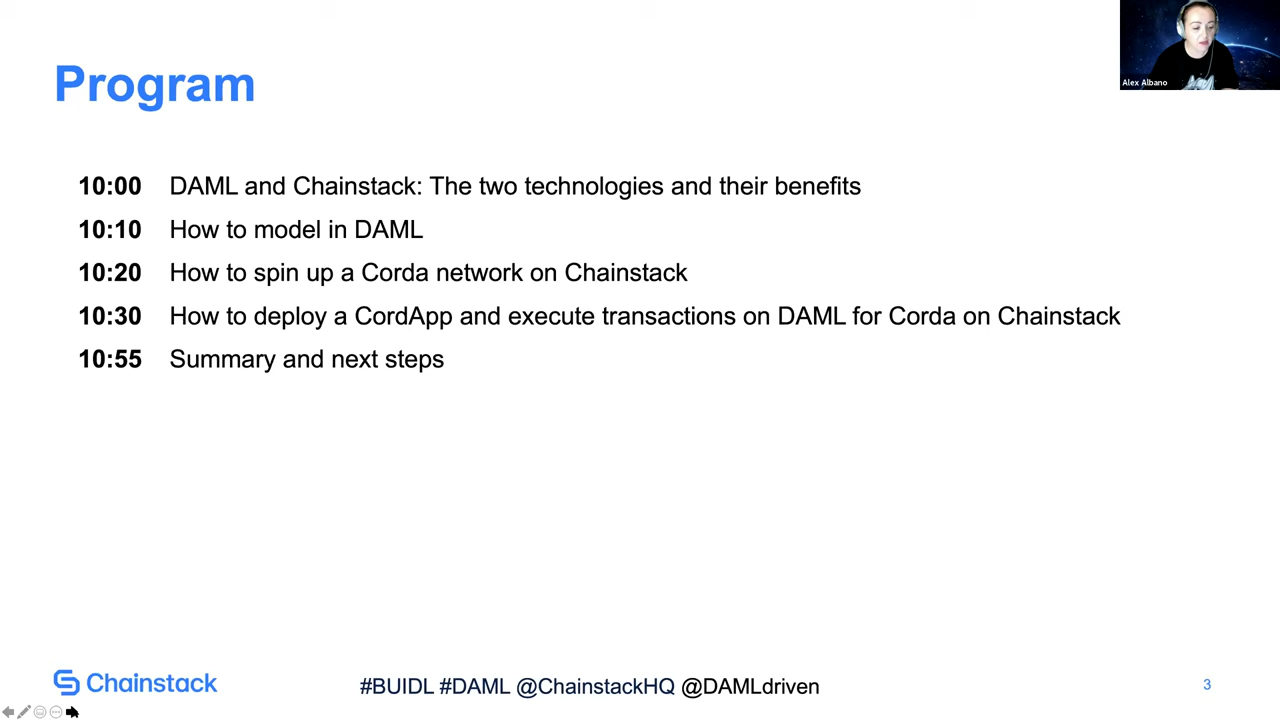 Alex Albano
Program
10:00 DAML and Chainstack: The two technologies and their benefits
10:10 How to model in DAML
10:20 How to spin up a Corda network on Chainstack
10:30 How to deploy a CordApp and execute transactions on DAML for Corda on Chainstack
10:55 Summary and next steps
Chainstack
#BUIDL #DAML @ChainstackHQ @DAMLdriven
3